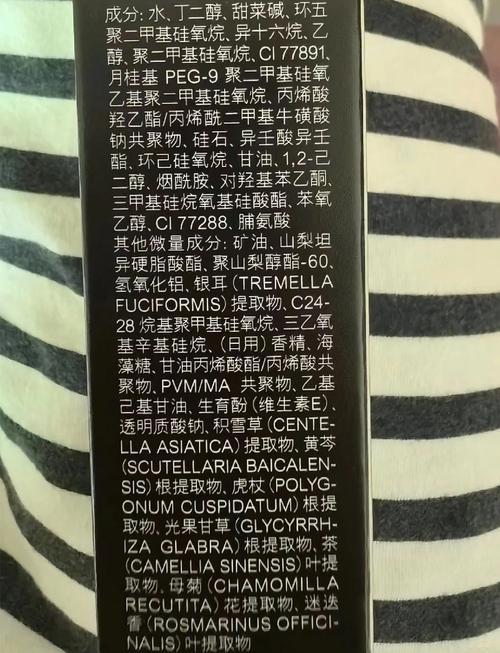 成分: 水、丁二醇、甜菜碱、环五
聚二甲基硅氧烷、异十六烷、乙
醇、聚二甲基硅氧烷、CI 77891、
月桂基 PEG-9 聚二甲基硅氧
乙基聚二甲基硅氧烷、丙烯酸
羟乙酯/丙烯酰二甲基牛磺酸
钠共聚物、硅石、异壬酸异壬
酯、环己硅氧烷、甘油、1,2-己
二醇、烟酰胺、对羟基苯乙酮、
三甲基硅烷氧基硅酸酯、苯氧
乙醇、CI 77288、脯氨酸
其他微量成分: 矿油、山梨坦
异硬脂酸酯、聚山梨醇酯-60、
氢氧化铝、银耳 (TREMELLA
FUCIFORMIS) 提取物、C24-
28 烷基聚甲基硅氧烷、三乙氧
基辛基硅烷、(日用) 香精、海
藻糖、甘油丙烯酸酯/丙烯酸共
聚物、PVM/MA 共聚物、乙基
己基甘油、生育酚 (维生素E)、
透明质酸钠、积雪草 (CENTE-
LLA ASIATICA) 提取物、黄芩
(SCUTELLARIA BAICALEN-
SIS) 根提取物、虎杖 (POLYG-
ONUM CUSPIDATUM) 根提
取物、光果甘草 (GLYCYRRH-
IZA GLABRA) 根提取物、茶
(CAMELLIA SINENSIS) 叶提
取物、母菊 (CHAMOMILLA
RECUTITA) 花提取物、迷迭
香 (ROSMARINUS OFFICI-
NALIS) 叶提取物